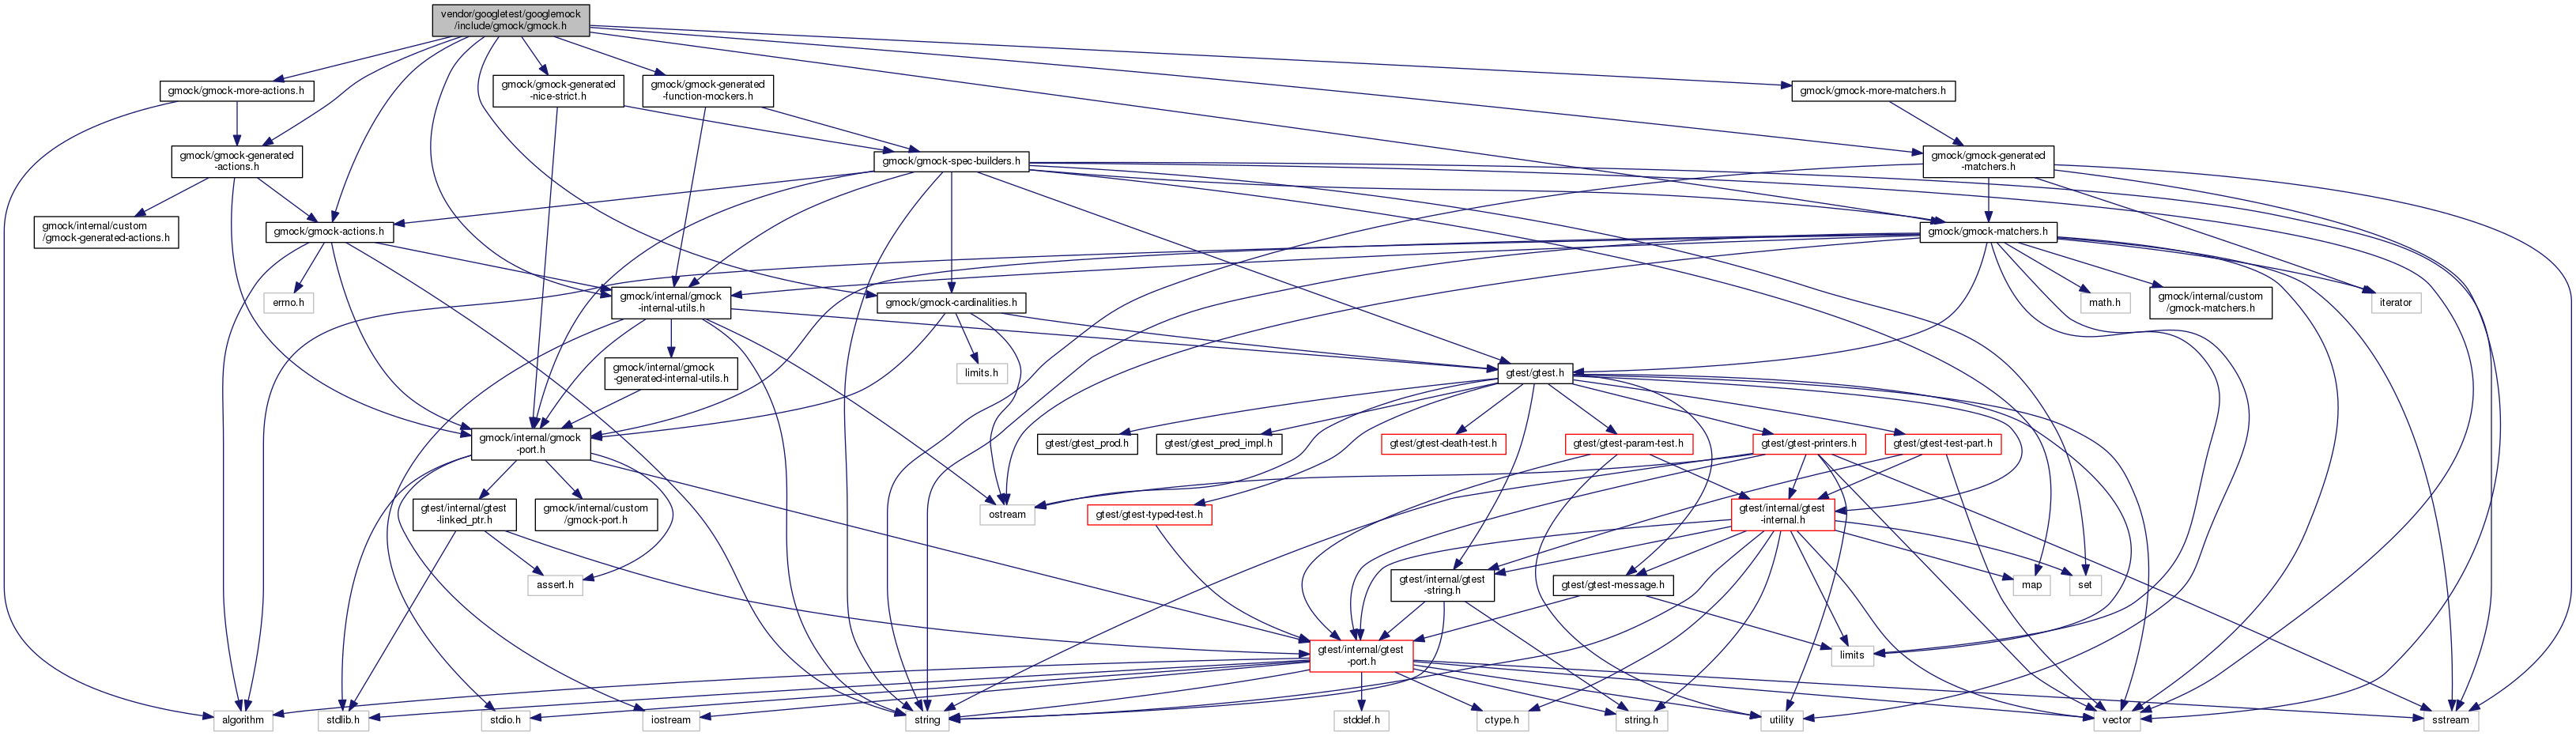 vendor/googletest/googlemock
/include/gmock/gmock.h
gmock/gmock-more-actions.h
gmock/gmock-generated
-nice-strict.h
gmock/gmock-generated
-function-mockers.h
gmock/gmock-more-matchers.h
gmock/gmock-generated
-actions.h
gmock/gmock-spec-builders.h
gmock/gmock-generated
-matchers.h
gmock/internal/custom
/gmock-generated-actions.h
gmock/gmock-actions.h
gmock/gmock-matchers.h
errno.h
gmock/internal/gmock
-internal-utils.h
gmock/gmock-cardinalities.h
math.h
gmock/internal/custom
/gmock-matchers.h
iterator
gmock/internal/gmock
-generated-internal-utils.h
limits.h
gtest/gtest.h
gmock/internal/gmock
-port.h
gtest/gtest_prod.h
gtest/gtest_pred_impl.h
gtest/gtest-death-test.h
gtest/gtest-param-test.h
gtest/gtest-printers.h
gtest/gtest-test-part.h
gtest/internal/gtest
-linked_ptr.h
gmock/internal/custom
/gmock-port.h
ostream
gtest/gtest-typed-test.h
gtest/internal/gtest
-internal.h
assert.h
gtest/internal/gtest
-string.h
gtest/gtest-message.h
map
set
gtest/internal/gtest
-port.h
limits
algorithm
stdlib.h
stdio.h
iostream
string
stddef.h
ctype.h
string.h
utility
vector
sstream